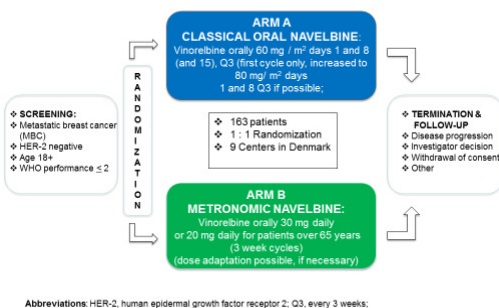 ❖ SCREENING:
❖ Metastatic breast cancer
(MBC)
❖ HER-2 negative
❖ Age 18+
❖ WHO performance ≤ 2
RANDOMIZATION
ARM A
CLASSICAL ORAL NAVELBINE:
Vinorelbine orally 60 mg / m² days 1 and 8
(and 15), Q3 (first cycle only, increased to
80 mg/ m² days
1 and 8 Q3 if possible;
❖ 163 patients
❖ 1 : 1 Randomization
❖ 9 Centers in Denmark
ARM B
METRONOMIC NAVELBINE:
Vinorelbine orally 30 mg daily
or 20 mg daily for patients over 65 years
(3 week cycles)
(dose adaptation possible, if necessary)
❖ TERMINATION &
FOLLOW-UP
❖ Disease progression
❖ Investigator decision
❖ Withdrawal of consent
❖ Other
Abbreviations: HER-2, human epidermal growth factor receptor 2; Q3, every 3 weeks;